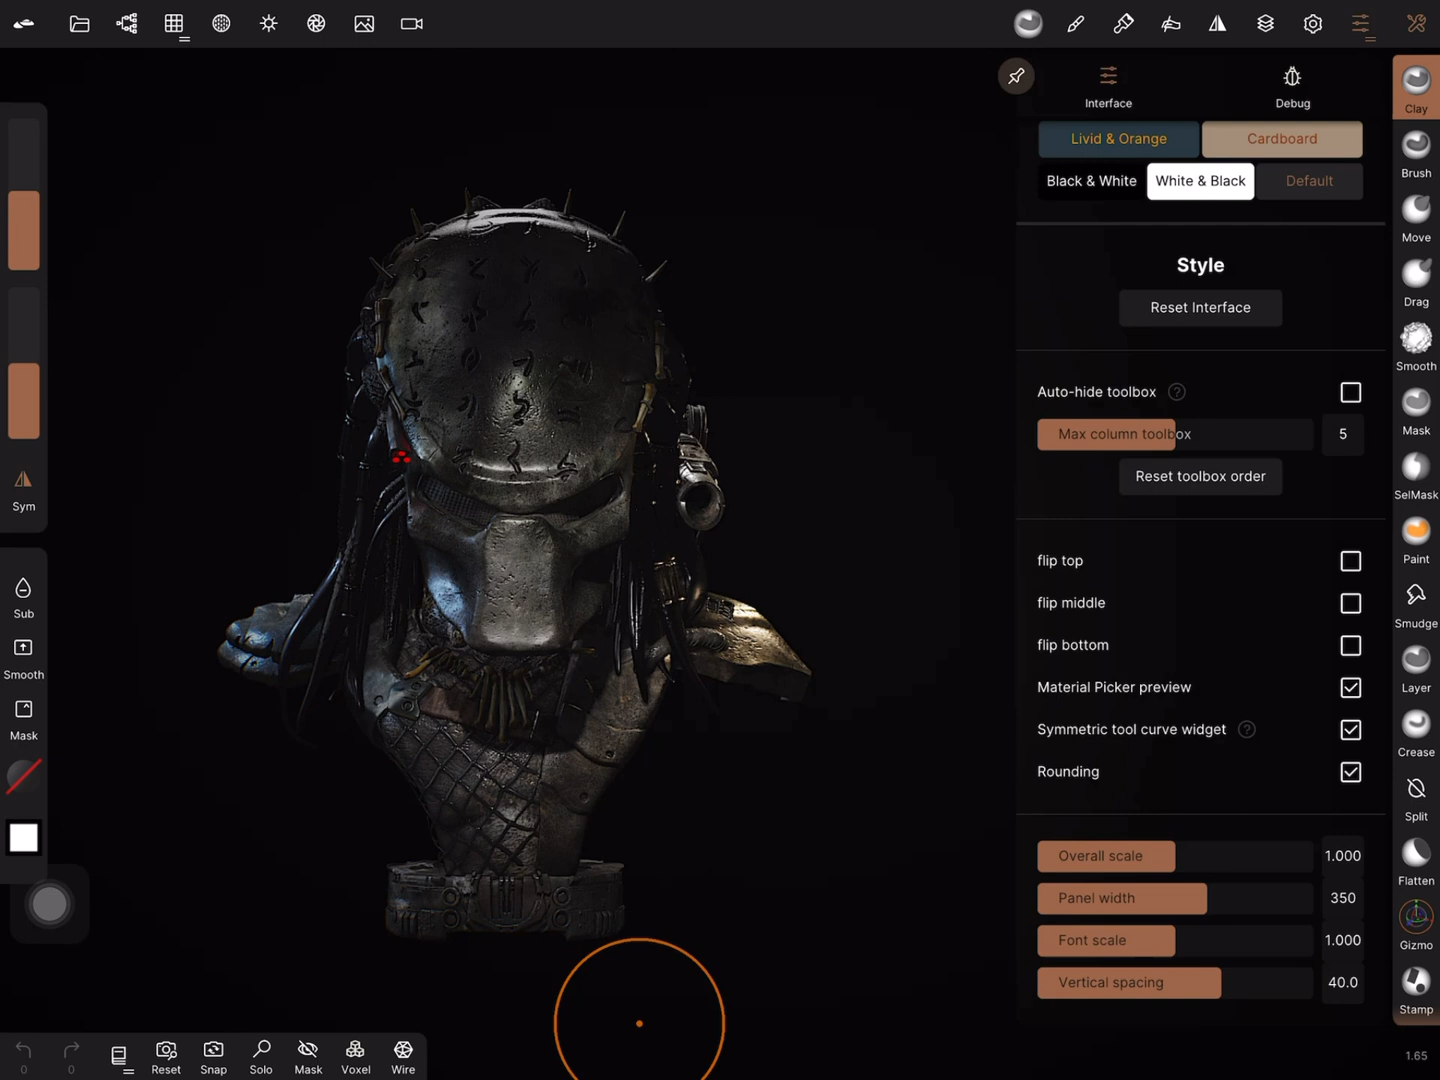 Interface
Debug
Livid & Orange
Cardboard
Black & White
White & Black
Default
Style
Reset Interface
Auto-hide toolbox ?
Max column toolbox 5
Reset toolbox order
flip top
flip middle
flip bottom
Material Picker preview
Symmetric tool curve widget ?
Rounding
Overall scale 1.000
Panel width 350
Font scale 1.000
Vertical spacing 40.0
Clay
Brush
Move
Drag
Smooth
Mask
SelMask
Paint
Smudge
Layer
Crease
Split
Flatten
Gizmo
Stamp
1.65
Sym
Sub
Smooth
Mask
0
0
Reset
Snap
Solo
Mask
Voxel
Wire